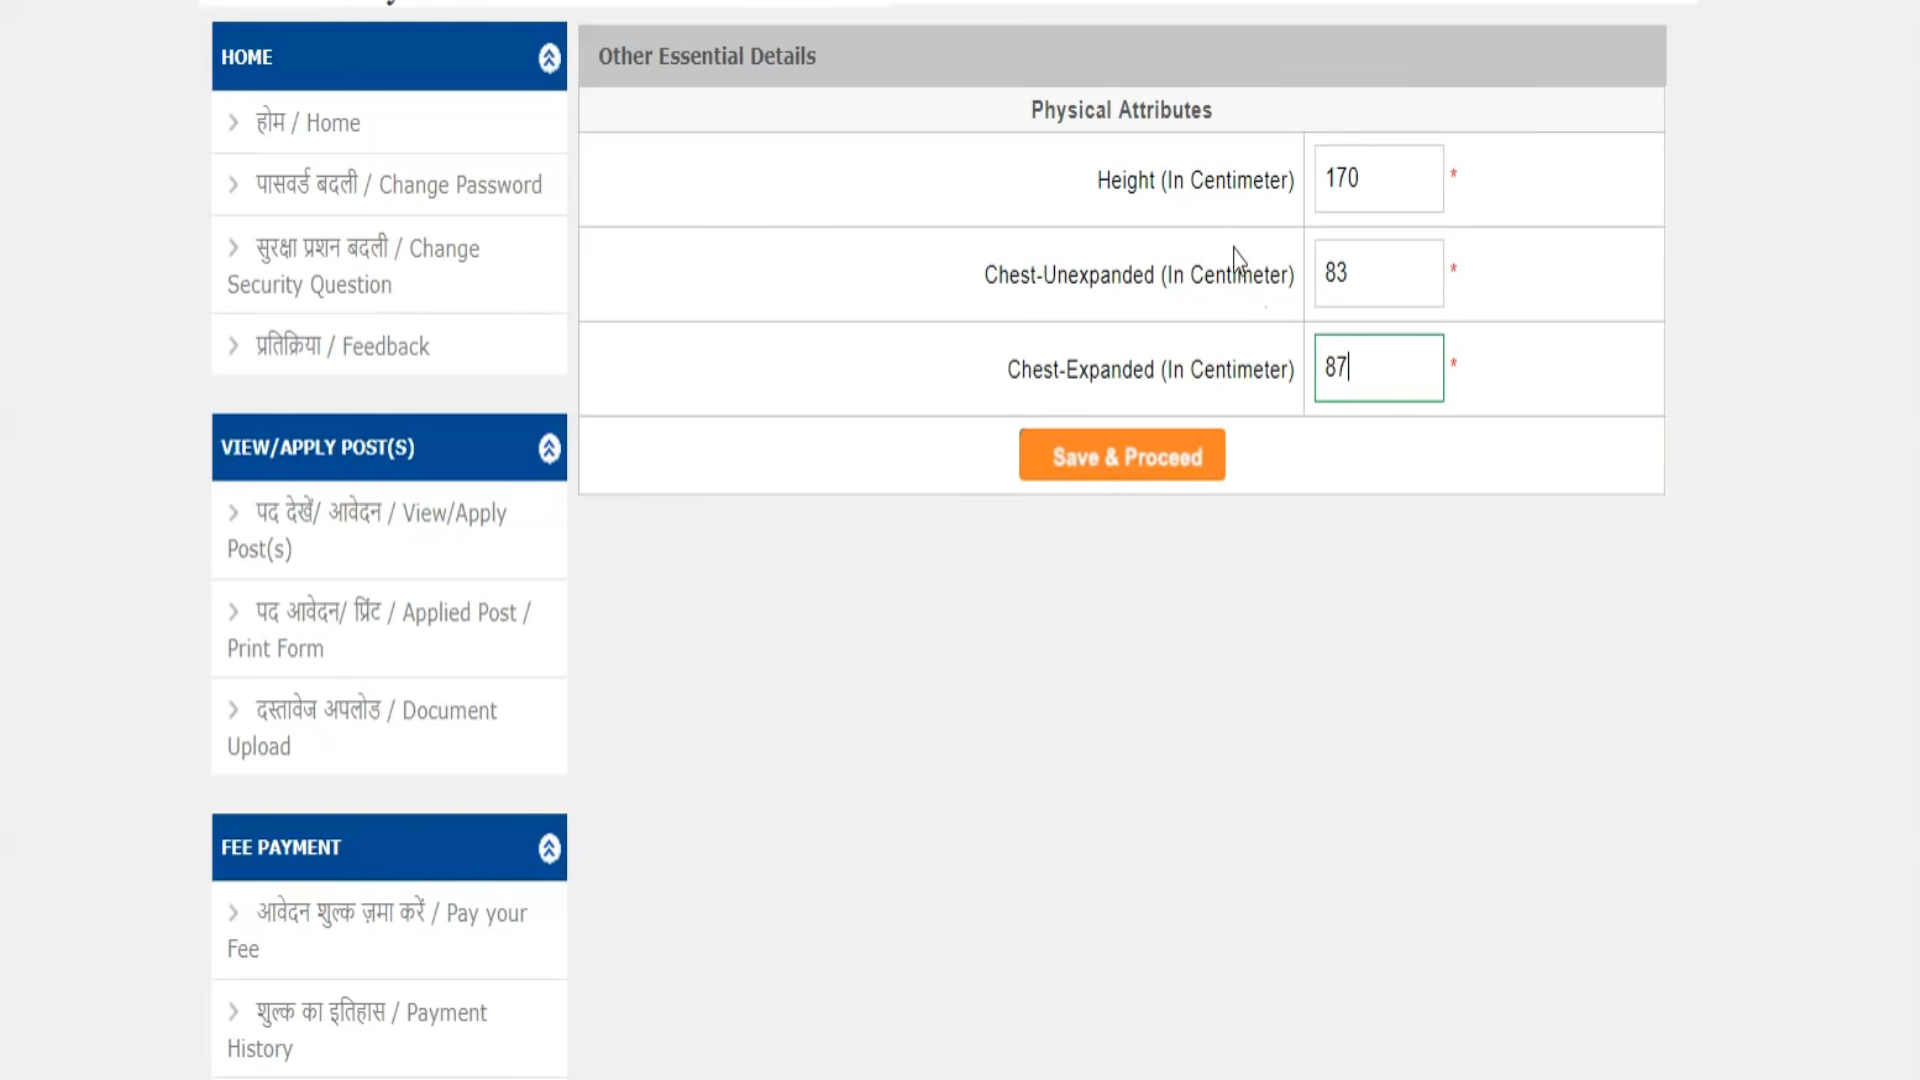 HOME
होम / Home
पासवर्ड बदली / Change Password
सुरक्षा प्रशन बदली / Change
Security Question
प्रतिक्रिया / Feedback
VIEW/APPLY POST(S)
पद देखें/ आवेदन / View/Apply
Post(s)
पद आवेदन/ प्रिंट / Applied Post /
Print Form
दस्तावेज अपलोड / Document
Upload
FEE PAYMENT
आवेदन शुल्क ज़मा करें / Pay your
Fee
शुल्क का इतिहास / Payment
History
Other Essential Details
Physical Attributes
Height (In Centimeter) 170 *
Chest-Unexpanded (In Centimeter) 83 *
Chest-Expanded (In Centimeter) 87 *
Save & Proceed